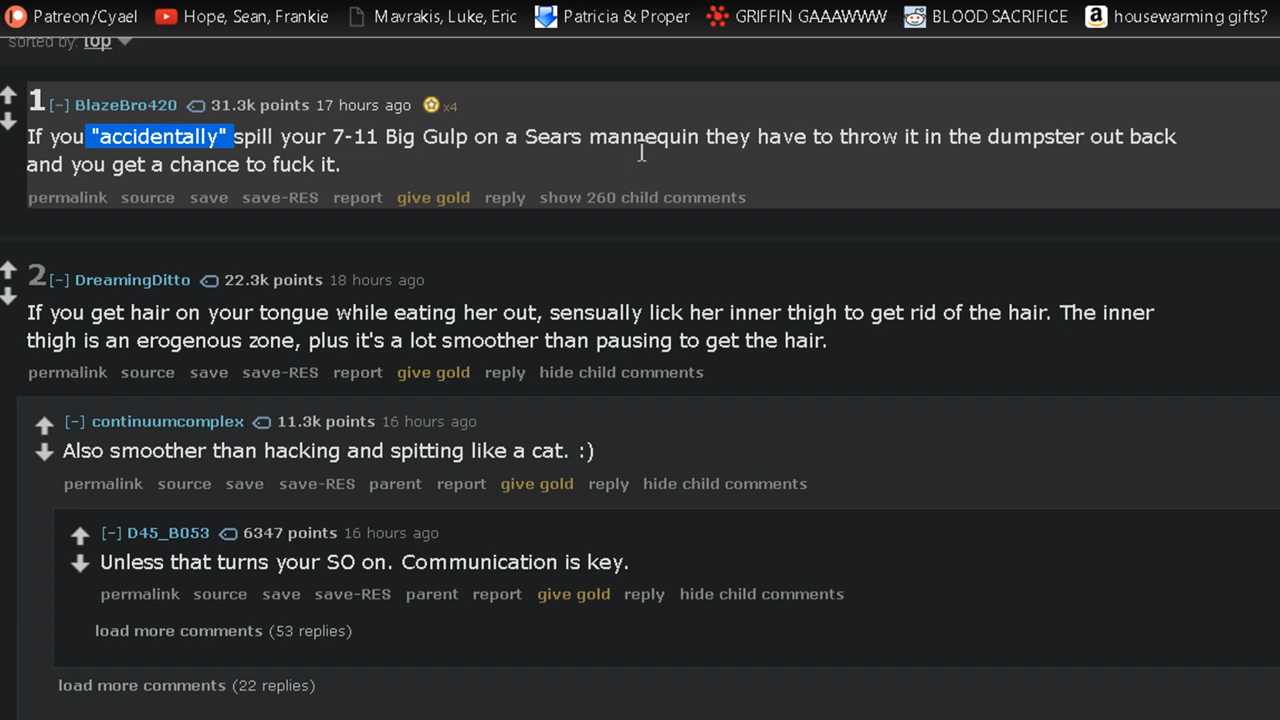 Patreon/Cyael Hope, Sean, Frankie Mavrakis, Luke, Eric Patricia & Proper GRIFFIN GAAAWWW BLOOD SACRIFICE housewarming gifts?
sorted by: top
1 [-] BlazeBro420 31.3k points 17 hours ago x4
If you "accidentally" spill your 7-11 Big Gulp on a Sears mannequin they have to throw it in the dumpster out back
and you get a chance to fuck it.
permalink source save save-RES report give gold reply show 260 child comments
2 [-] DreamingDitto 22.3k points 18 hours ago
If you get hair on your tongue while eating her out, sensually lick her inner thigh to get rid of the hair. The inner
thigh is an erogenous zone, plus it's a lot smoother than pausing to get the hair.
permalink source save save-RES report give gold reply hide child comments
[-] continuumcomplex 11.3k points 16 hours ago
Also smoother than hacking and spitting like a cat. :)
permalink source save save-RES parent report give gold reply hide child comments
[-] D45_B053 6347 points 16 hours ago
Unless that turns your SO on. Communication is key.
permalink source save save-RES parent report give gold reply hide child comments
load more comments (53 replies)
load more comments (22 replies)